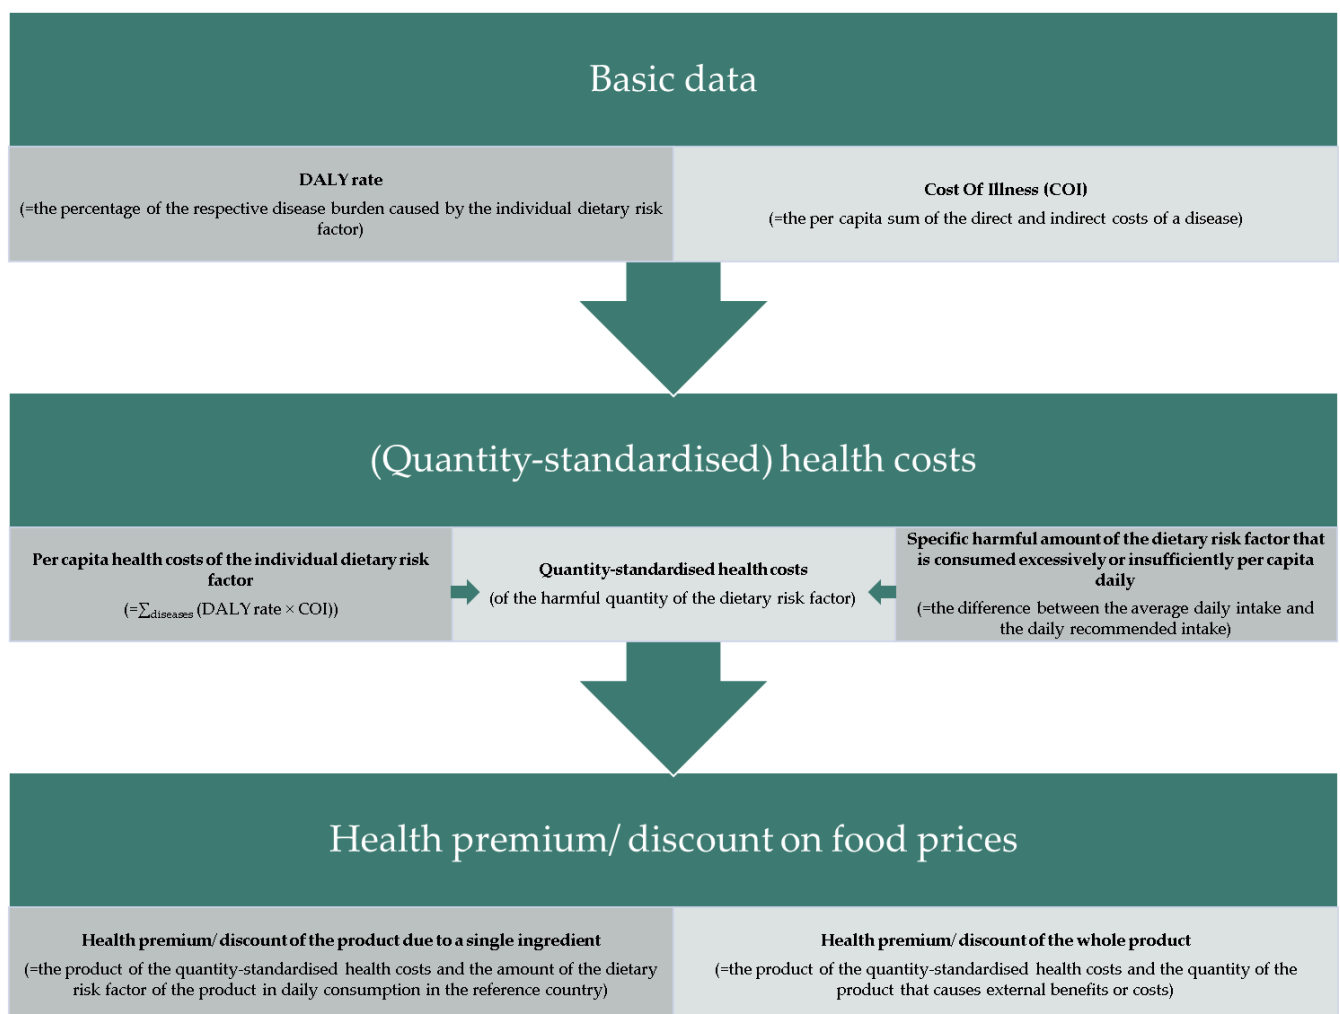 Basic data
DALY rate
(=the percentage of the respective disease burden caused by the individual dietary risk
factor)
Cost Of Illness (COI)
(=the per capita sum of the direct and indirect costs of a disease)
(Quantity-standardised) health costs
Per capita health costs of the individual dietary risk
factor
(=∑diseases (DALY rate × COI))
Quantity-standardised health costs
(of the harmful quantity of the dietary risk factor)
Specific harmful amount of the dietary risk factor that
is consumed excessively or insufficiently per capita
daily
(=the difference between the average daily intake and
the daily recommended intake)
Health premium/ discount on food prices
Health premium/ discount of the product due to a single ingredient
(=the product of the quantity-standardised health costs and the amount of the dietary
risk factor of the product in daily consumption in the reference country)
Health premium/ discount of the whole product
(=the product of the quantity-standardised health costs and the quantity of the
product that causes external benefits or costs)